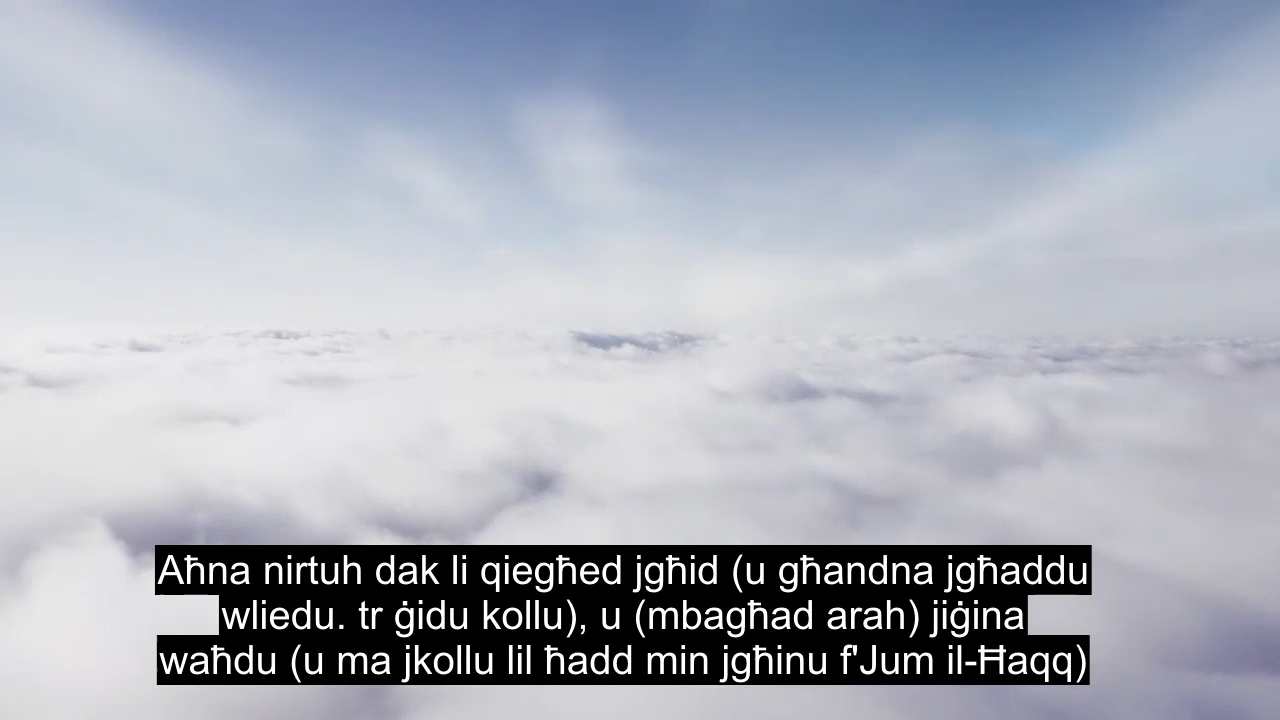 Aħna nirtuh dak li qiegħed jgħid (u għandna jgħaddu
wliedu. tr ġidu kollu), u (mbagħad arah) jiġina
waħdu (u ma jkollu lil ħadd min jgħinu f'Jum il-Ħaqq)